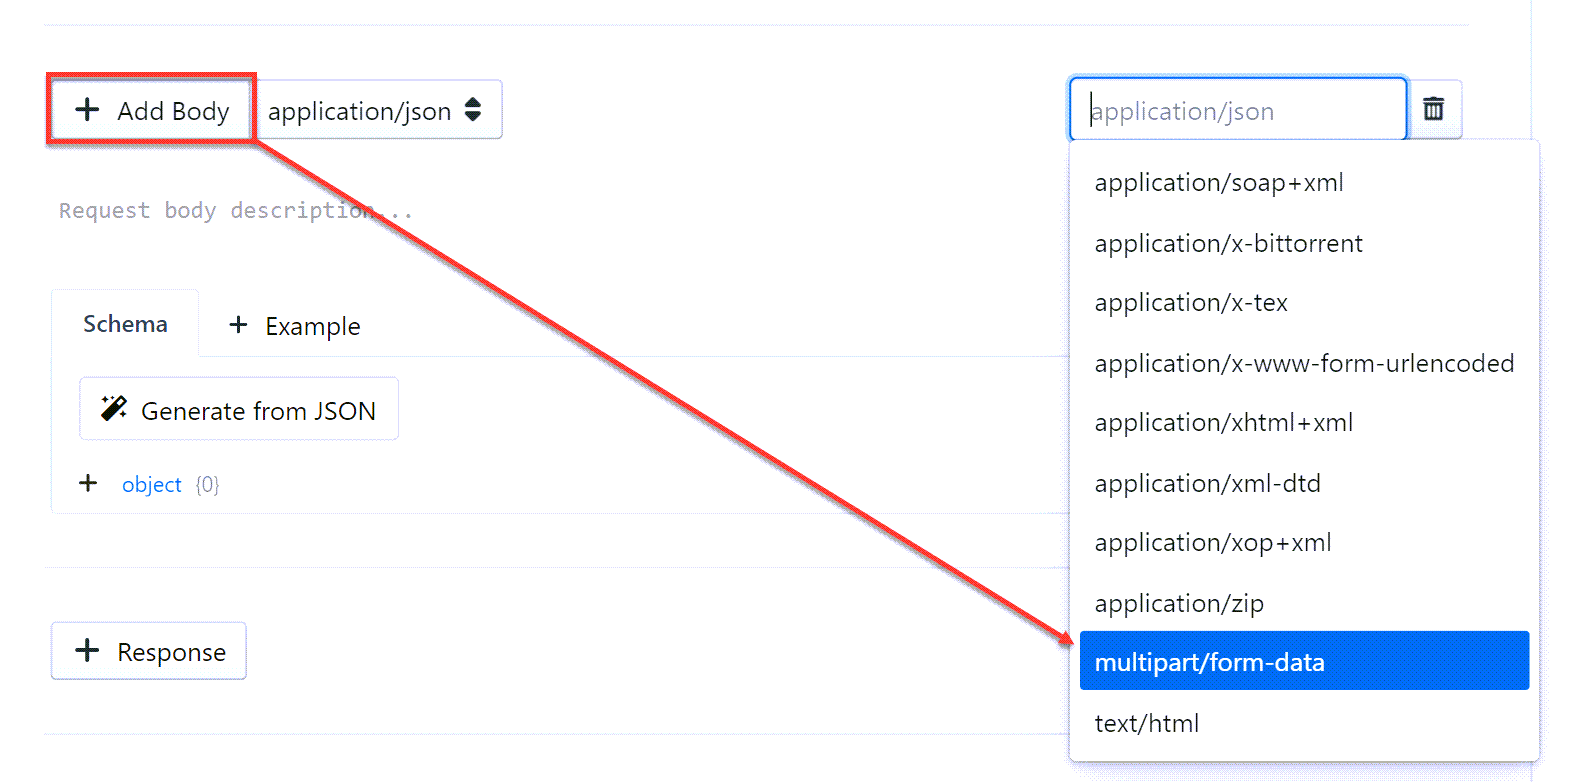 Add Body
application/json
application/json
Request body description...
Schema
Example
Generate from JSON
object {0}
Response
application/soap+xml
application/x-bittorrent
application/x-tex
application/x-www-form-urlencoded
application/xhtml+xml
application/xml-dtd
application/xop+xml
application/zip
multipart/form-data
text/html